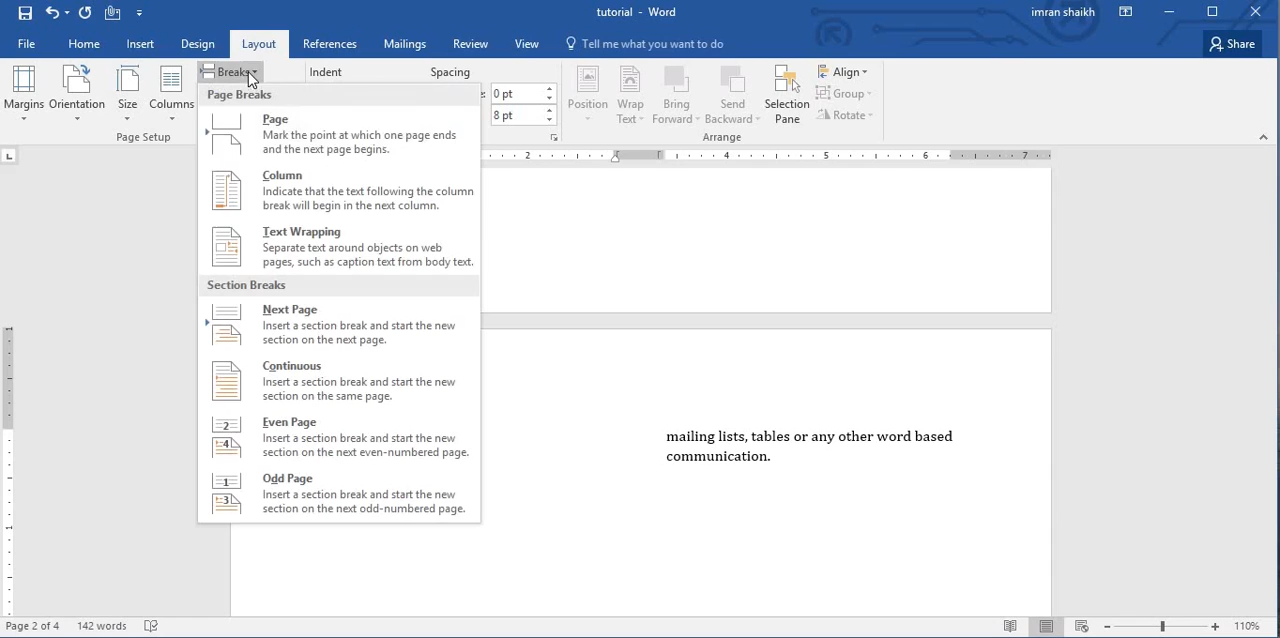 tutorial - Word
imran shaikh
File Home Insert Design Layout References Mailings Review View Tell me what you want to do Share
Margins Orientation Size Columns
Page Setup
Breaks
Indent Spacing
0 pt
8 pt
Position Wrap Text Bring Forward Send Backward Selection Pane
Align
Group
Rotate
Arrange
Page Breaks
Page
Mark the point at which one page ends
and the next page begins.
Column
Indicate that the text following the column
break will begin in the next column.
Text Wrapping
Separate text around objects on web
pages, such as caption text from body text.
Section Breaks
Next Page
Insert a section break and start the new
section on the next page.
Continuous
Insert a section break and start the new
section on the same page.
Even Page
Insert a section break and start the new
section on the next even-numbered page.
Odd Page
Insert a section break and start the new
section on the next odd-numbered page.
2 4 5 6 7
mailing lists, tables or any other word based
communication.
Page 2 of 4 142 words 110%